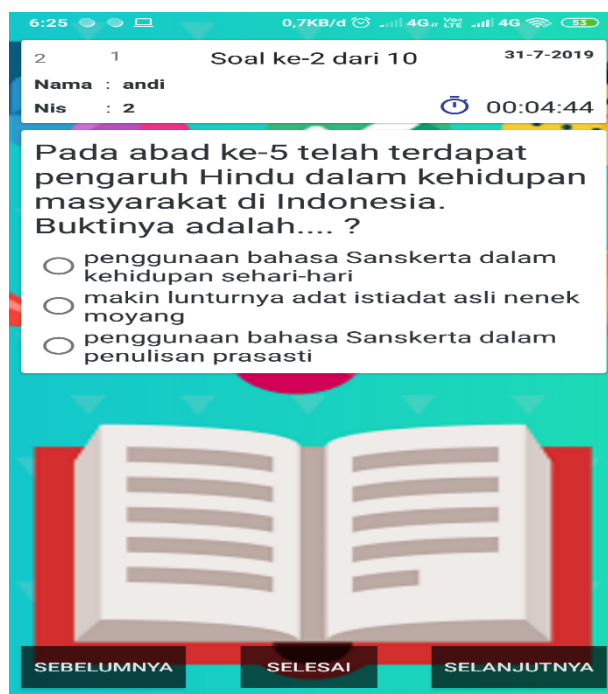 6:25 0,7KB/d 4G Vo) LTE 4G 53
2 1 Soal ke-2 dari 10 31-7-2019
Nama : andi
Nis : 2 00:04:44
Pada abad ke-5 telah terdapat
pengaruh Hindu dalam kehidupan
masyarakat di Indonesia.
Buktinya adalah.... ?
penggunaan bahasa Sanskerta dalam
kehidupan sehari-hari
makin lunturnya adat istiadat asli nenek
moyang
penggunaan bahasa Sanskerta dalam
penulisan prasasti
SEBELUMNYA SELESAI SELANJUTNYA